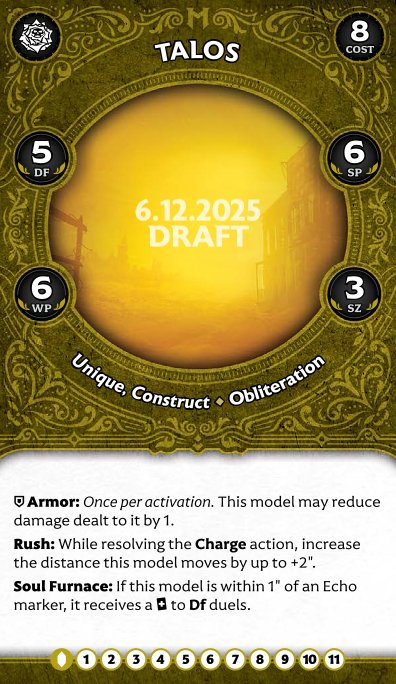 M
TALOS
8
COST
5
DF
6
SP
6.12.2025
DRAFT
6
WP
3
SZ
Unique, Construct ◆ Obliteration
Armor: Once per activation. This model may reduce
damage dealt to it by 1.
Rush: While resolving the Charge action, increase
the distance this model moves by up to +2".
Soul Furnace: If this model is within 1" of an Echo
marker, it receives a to Df duels.
1 2 3 4 5 6 7 8 9 10 11